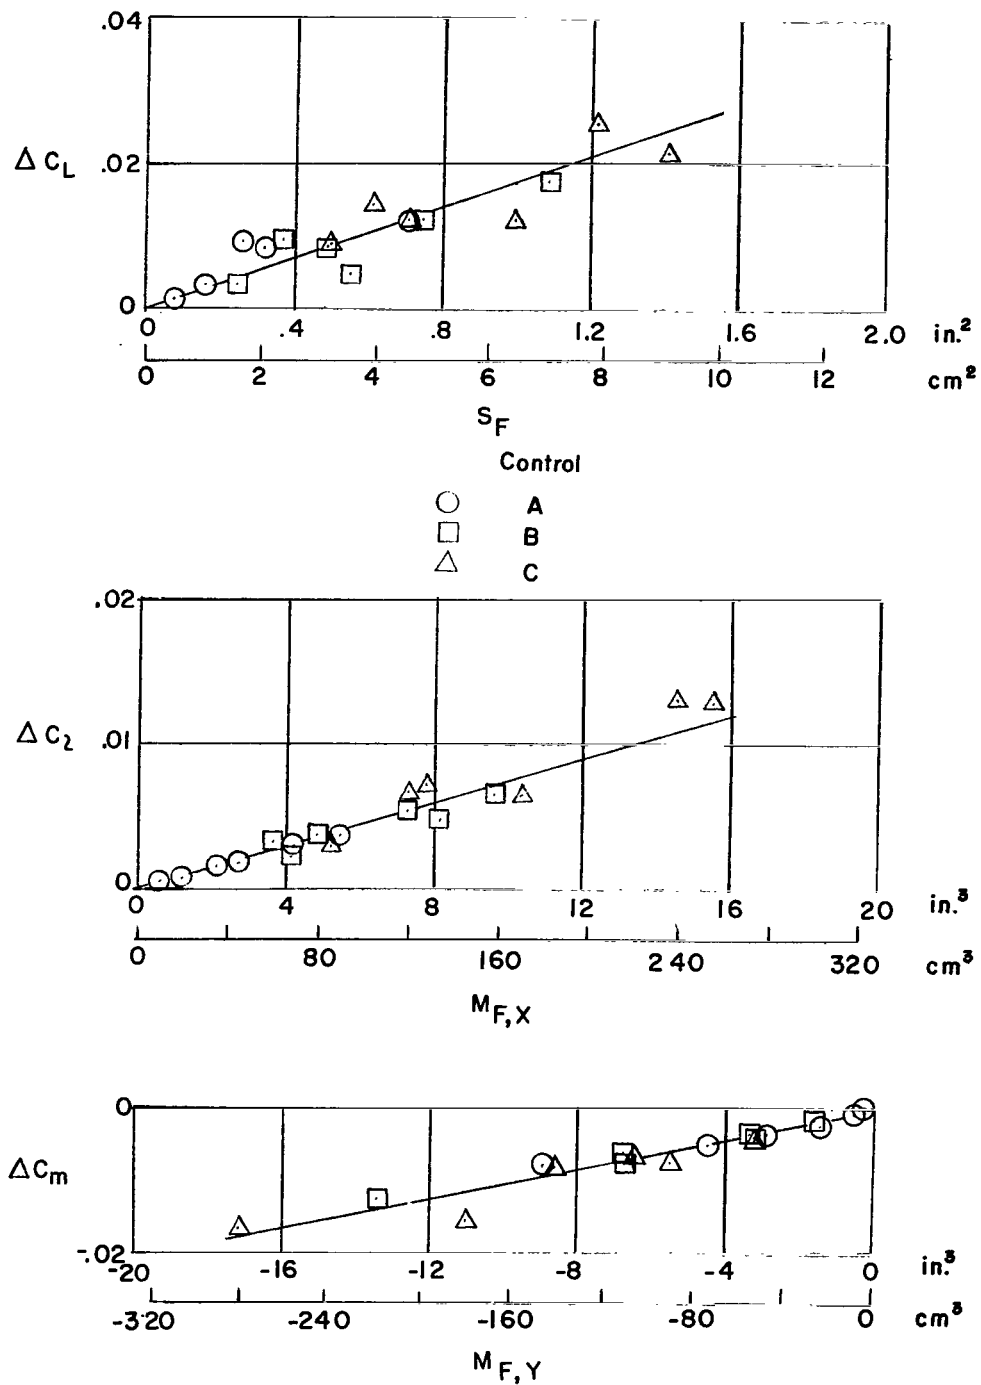 .04
Δ C_L .02
0
0 .4 .8 1.2 1.6 2.0 in.²
0 2 4 6 8 10 12 cm²
S_F
Control
A
B
C
.02
Δ C_l .01
0
0 4 8 12 16 20 in.³
0 80 160 240 320 cm³
M_F,X
0
Δ C_m
-.02
-20 -16 -12 -8 -4 0 in.³
-320 -240 -160 -80 0 cm³
M_F,Y